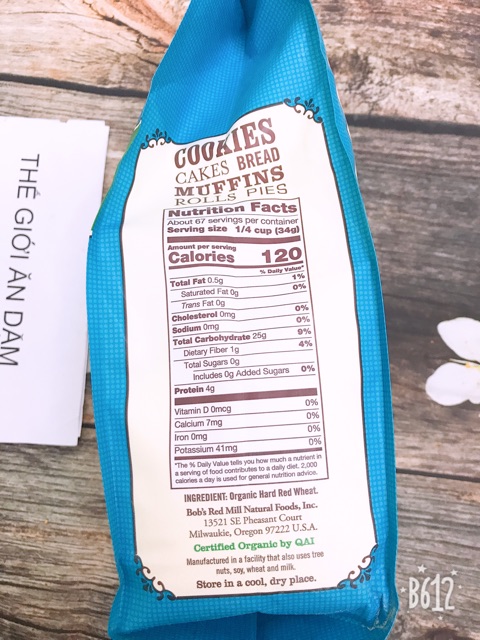 THẾ GIỚI ĂN DẶM
COOKIES
CAKES BREAD
MUFFINS
ROLLS PIES
Nutrition Facts
About 67 servings per container
Serving size 1/4 cup (34g)
Amount per serving
Calories 120
% Daily Value*
Total Fat 0.5g 1%
Saturated Fat 0g 0%
Trans Fat 0g
Cholesterol 0mg 0%
Sodium 0mg 0%
Total Carbohydrate 25g 9%
Dietary Fiber 1g 4%
Total Sugars 0g
Includes 0g Added Sugars 0%
Protein 4g
Vitamin D 0mcg 0%
Calcium 7mg 0%
Iron 0mg 0%
Potassium 41mg 0%
*The % Daily Value tells you how much a nutrient in
a serving of food contributes to a daily diet. 2,000
calories a day is used for general nutrition advice.
INGREDIENT: Organic Hard Red Wheat.
Bob's Red Mill Natural Foods, Inc.
13521 SE Pheasant Court
Milwaukie, Oregon 97222 U.S.A.
Certified Organic by QAI
Manufactured in a facility that also uses tree
nuts, soy, wheat and milk.
Store in a cool, dry place.
B612